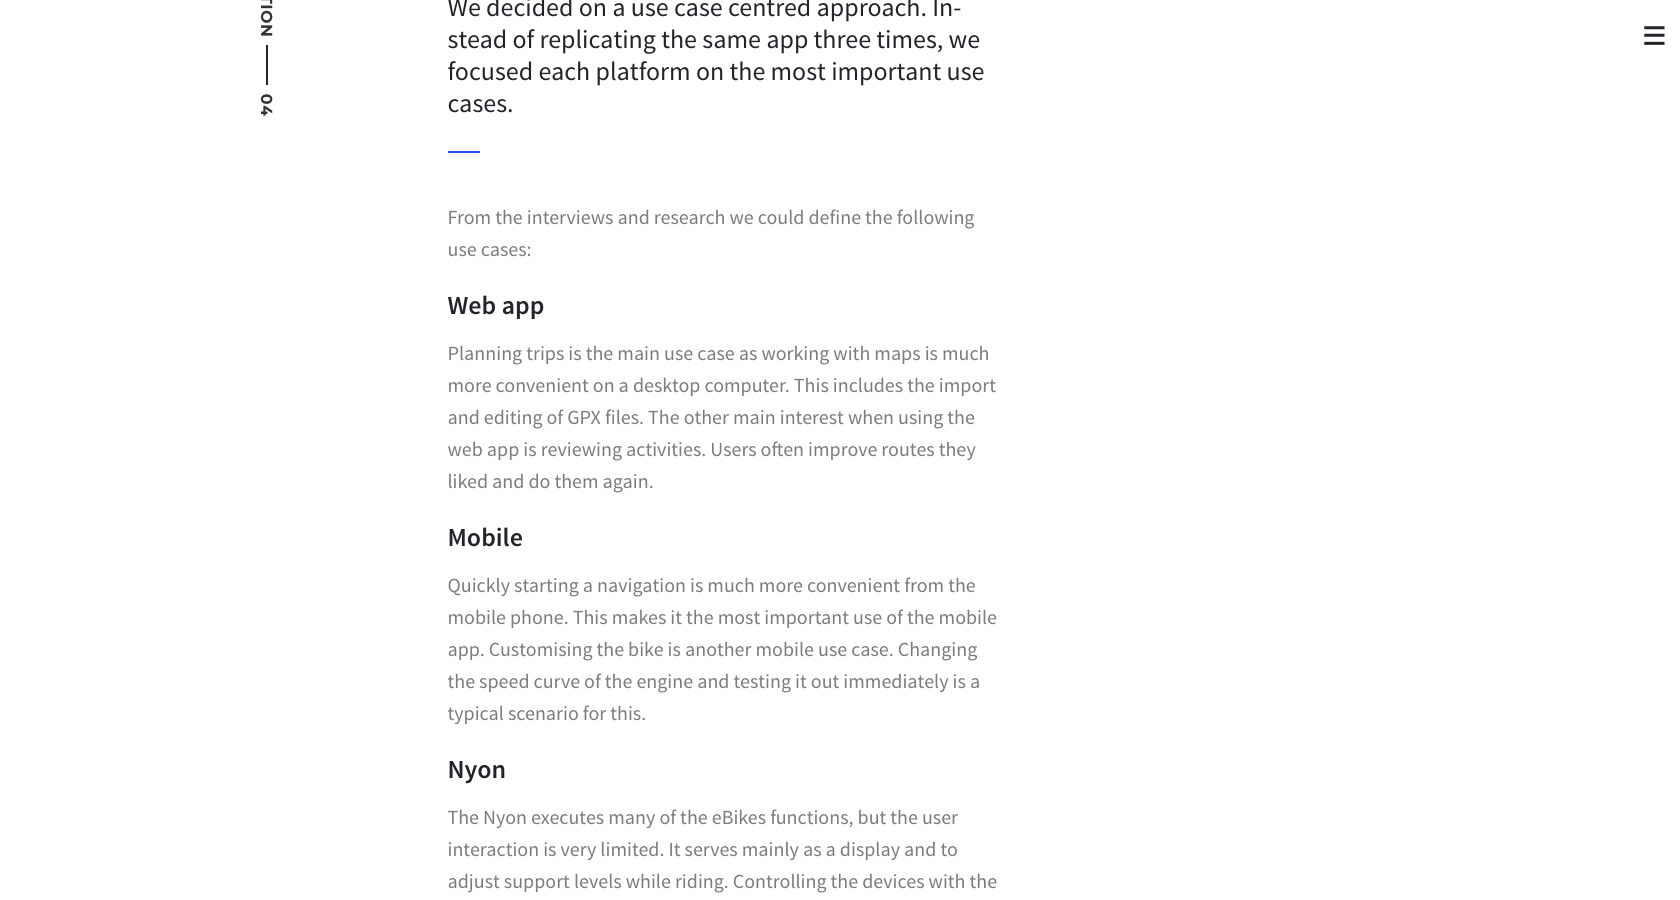 TION — 04
We decided on a use case centred approach. In-
stead of replicating the same app three times, we
focused each platform on the most important use
cases.
From the interviews and research we could define the following
use cases:
Web app
Planning trips is the main use case as working with maps is much
more convenient on a desktop computer. This includes the import
and editing of GPX files. The other main interest when using the
web app is reviewing activities. Users often improve routes they
liked and do them again.
Mobile
Quickly starting a navigation is much more convenient from the
mobile phone. This makes it the most important use of the mobile
app. Customising the bike is another mobile use case. Changing
the speed curve of the engine and testing it out immediately is a
typical scenario for this.
Nyon
The Nyon executes many of the eBikes functions, but the user
interaction is very limited. It serves mainly as a display and to
adjust support levels while riding. Controlling the devices with the